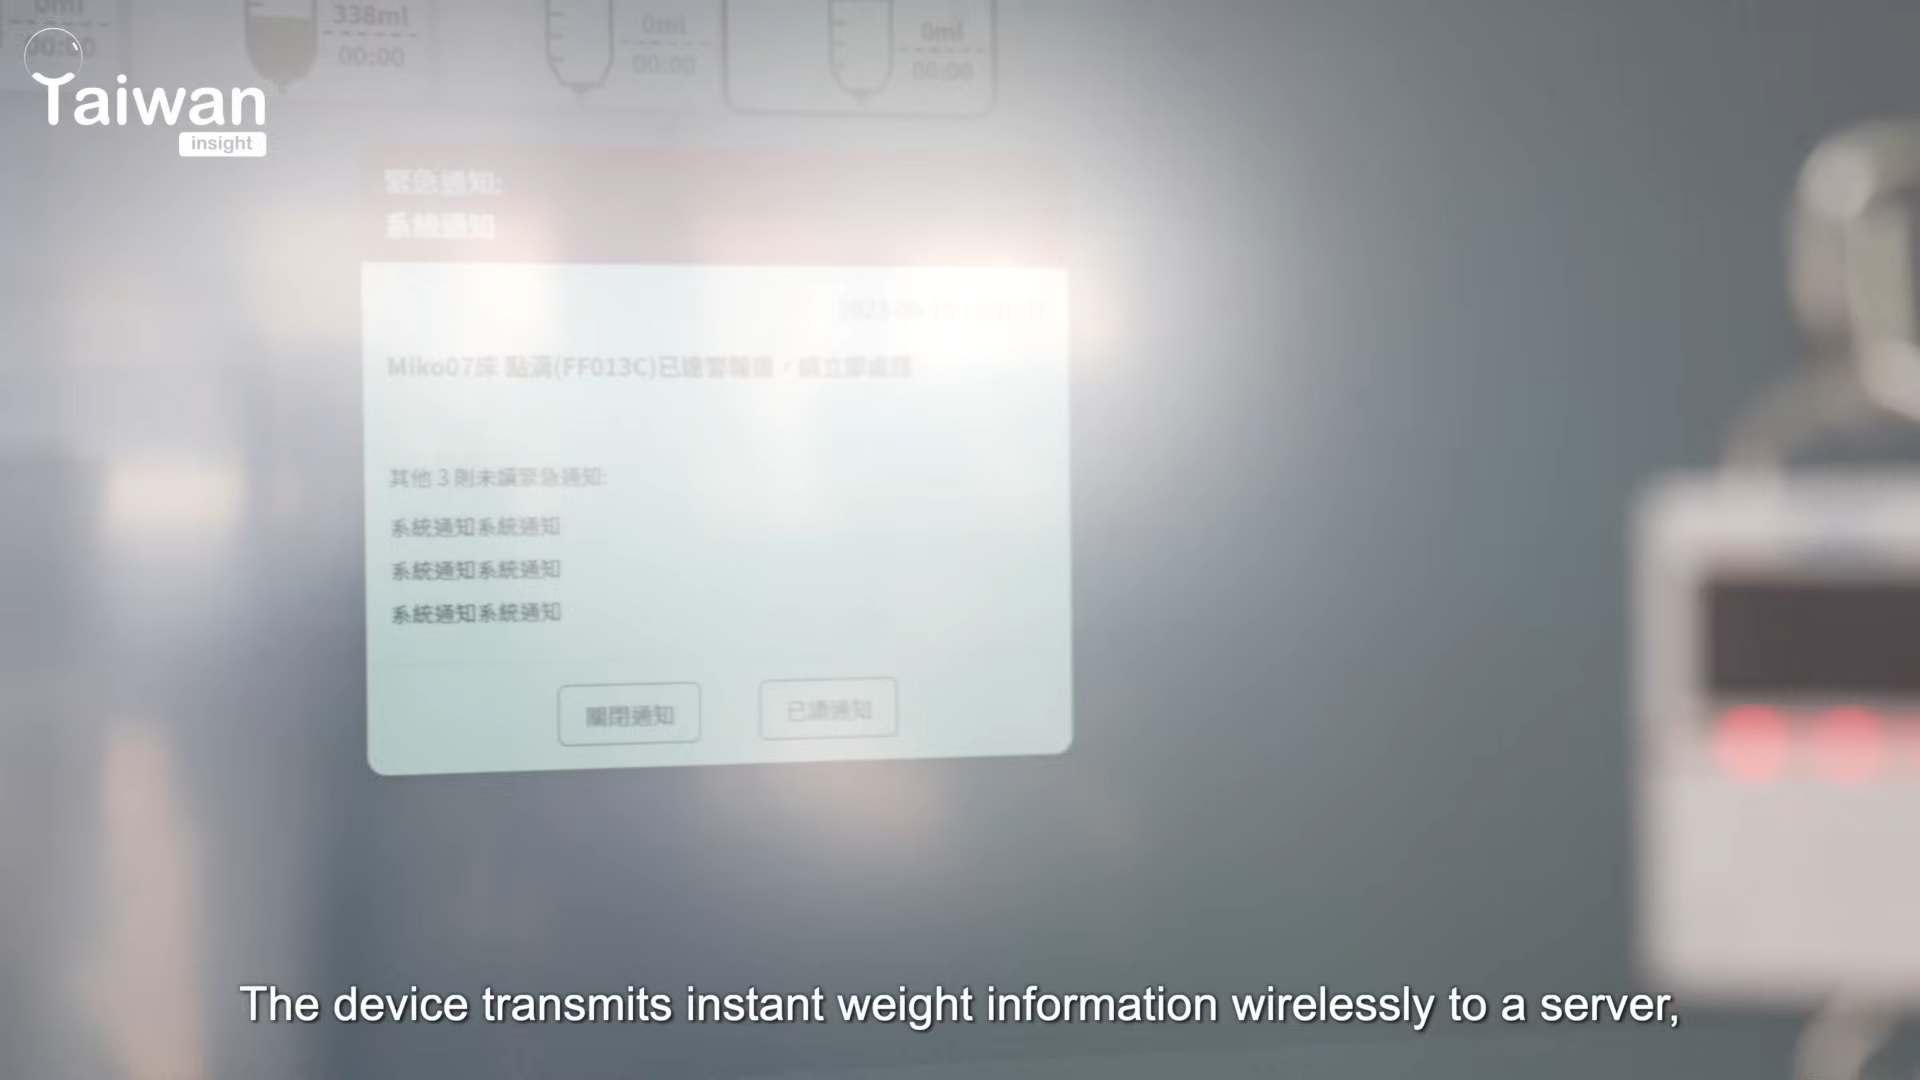 0ml
00:00
338ml
00:00
0ml
00:00
0ml
00:00
Taiwan
insight
緊急通知:
系統通知
Miko07床 點滴(FF013C)已達警報值，請立即處理
其他 3 則未讀緊急通知:
系統通知系統通知
系統通知系統通知
系統通知系統通知
關閉通知
已讀通知
The device transmits instant weight information wirelessly to a server,